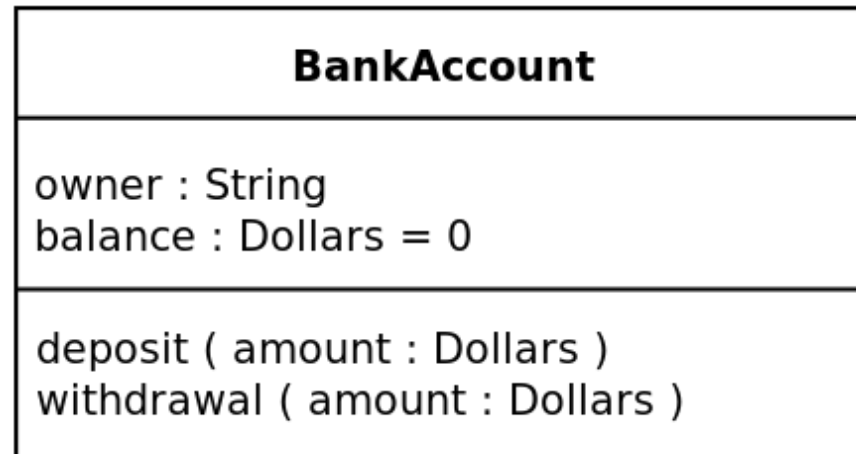 BankAccount
owner : String
balance : Dollars = 0
deposit ( amount : Dollars )
withdrawal ( amount : Dollars )